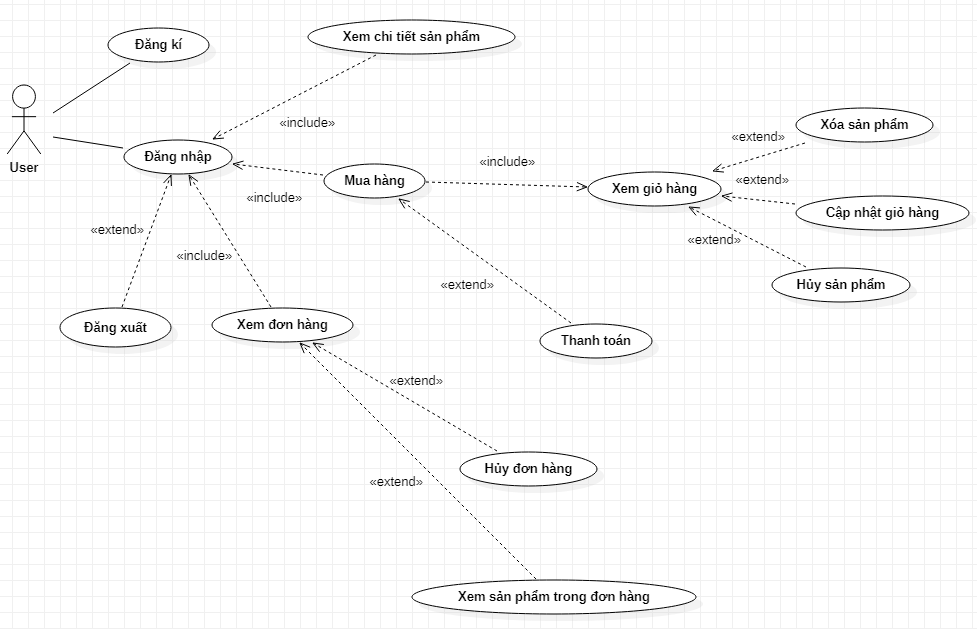 Đăng kí
Xem chi tiết sản phẩm
«include»
Xóa sản phẩm
«extend»
User
Đăng nhập
Mua hàng
«include»
«include»
Xem giỏ hàng
«extend»
Cập nhật giỏ hàng
«extend»
«include»
«extend»
Hủy sản phẩm
«extend»
Đăng xuất
Xem đơn hàng
Thanh toán
«extend»
Hủy đơn hàng
«extend»
Xem sản phẩm trong đơn hàng